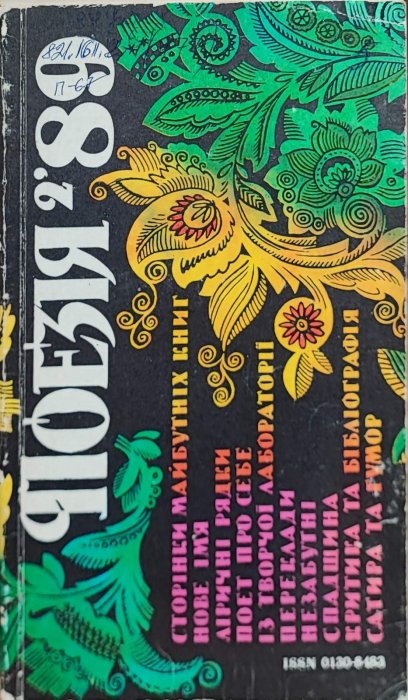 821.161.2
П-67
ПОЕЗІЯ 2'89
СТОРІНКИ МАЙБУТНІХ КНИГ
НОВЕ ІМ'Я
ЛІРИЧНІ РЯДКИ
ПОЕТ ПРО СЕБЕ
ІЗ ТВОРЧОЇ ЛАБОРАТОРІЇ
ПЕРЕКЛАДИ
НЕЗАБУТНІ
СПАДЩИНА
КРИТИКА ТА БІБЛІОГРАФІЯ
САТИРА ТА ГУМОР
ISSN 0130-5483